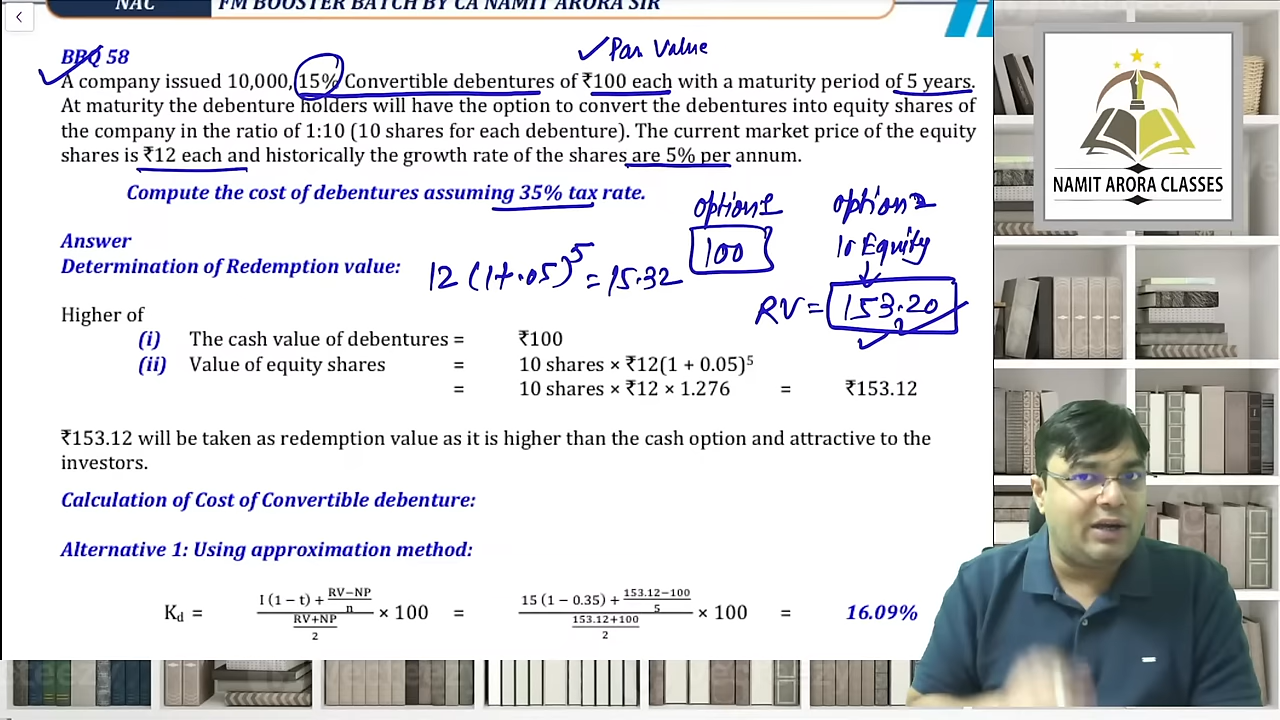 NAC FM BOOSTER BATCH BY CA NAMIT ARORA SIR
BBQ 58
✓ Par Value
A company issued 10,000, 15% Convertible debentures of ₹100 each with a maturity period of 5 years.
At maturity the debenture holders will have the option to convert the debentures into equity shares of
the company in the ratio of 1:10 (10 shares for each debenture). The current market price of the equity
shares is ₹12 each and historically the growth rate of the shares are 5% per annum.
Compute the cost of debentures assuming 35% tax rate.
option1 option2
100 10 Equity
Answer
Determination of Redemption value:
12 (1+.05)⁵ = 15.32
RV = 153.20
Higher of
(i) The cash value of debentures = ₹100
(ii) Value of equity shares = 10 shares × ₹12(1 + 0.05)⁵
= 10 shares × ₹12 × 1.276 = ₹153.12
₹153.12 will be taken as redemption value as it is higher than the cash option and attractive to the
investors.
Calculation of Cost of Convertible debenture:
Alternative 1: Using approximation method:
Kd = I (1 − t) + RV−NP / n / RV+NP / 2 × 100 = 15 (1 − 0.35) + 153.12−100 / 5 / 153.12+100 / 2 × 100 = 16.09%
NAMIT ARORA CLASSES